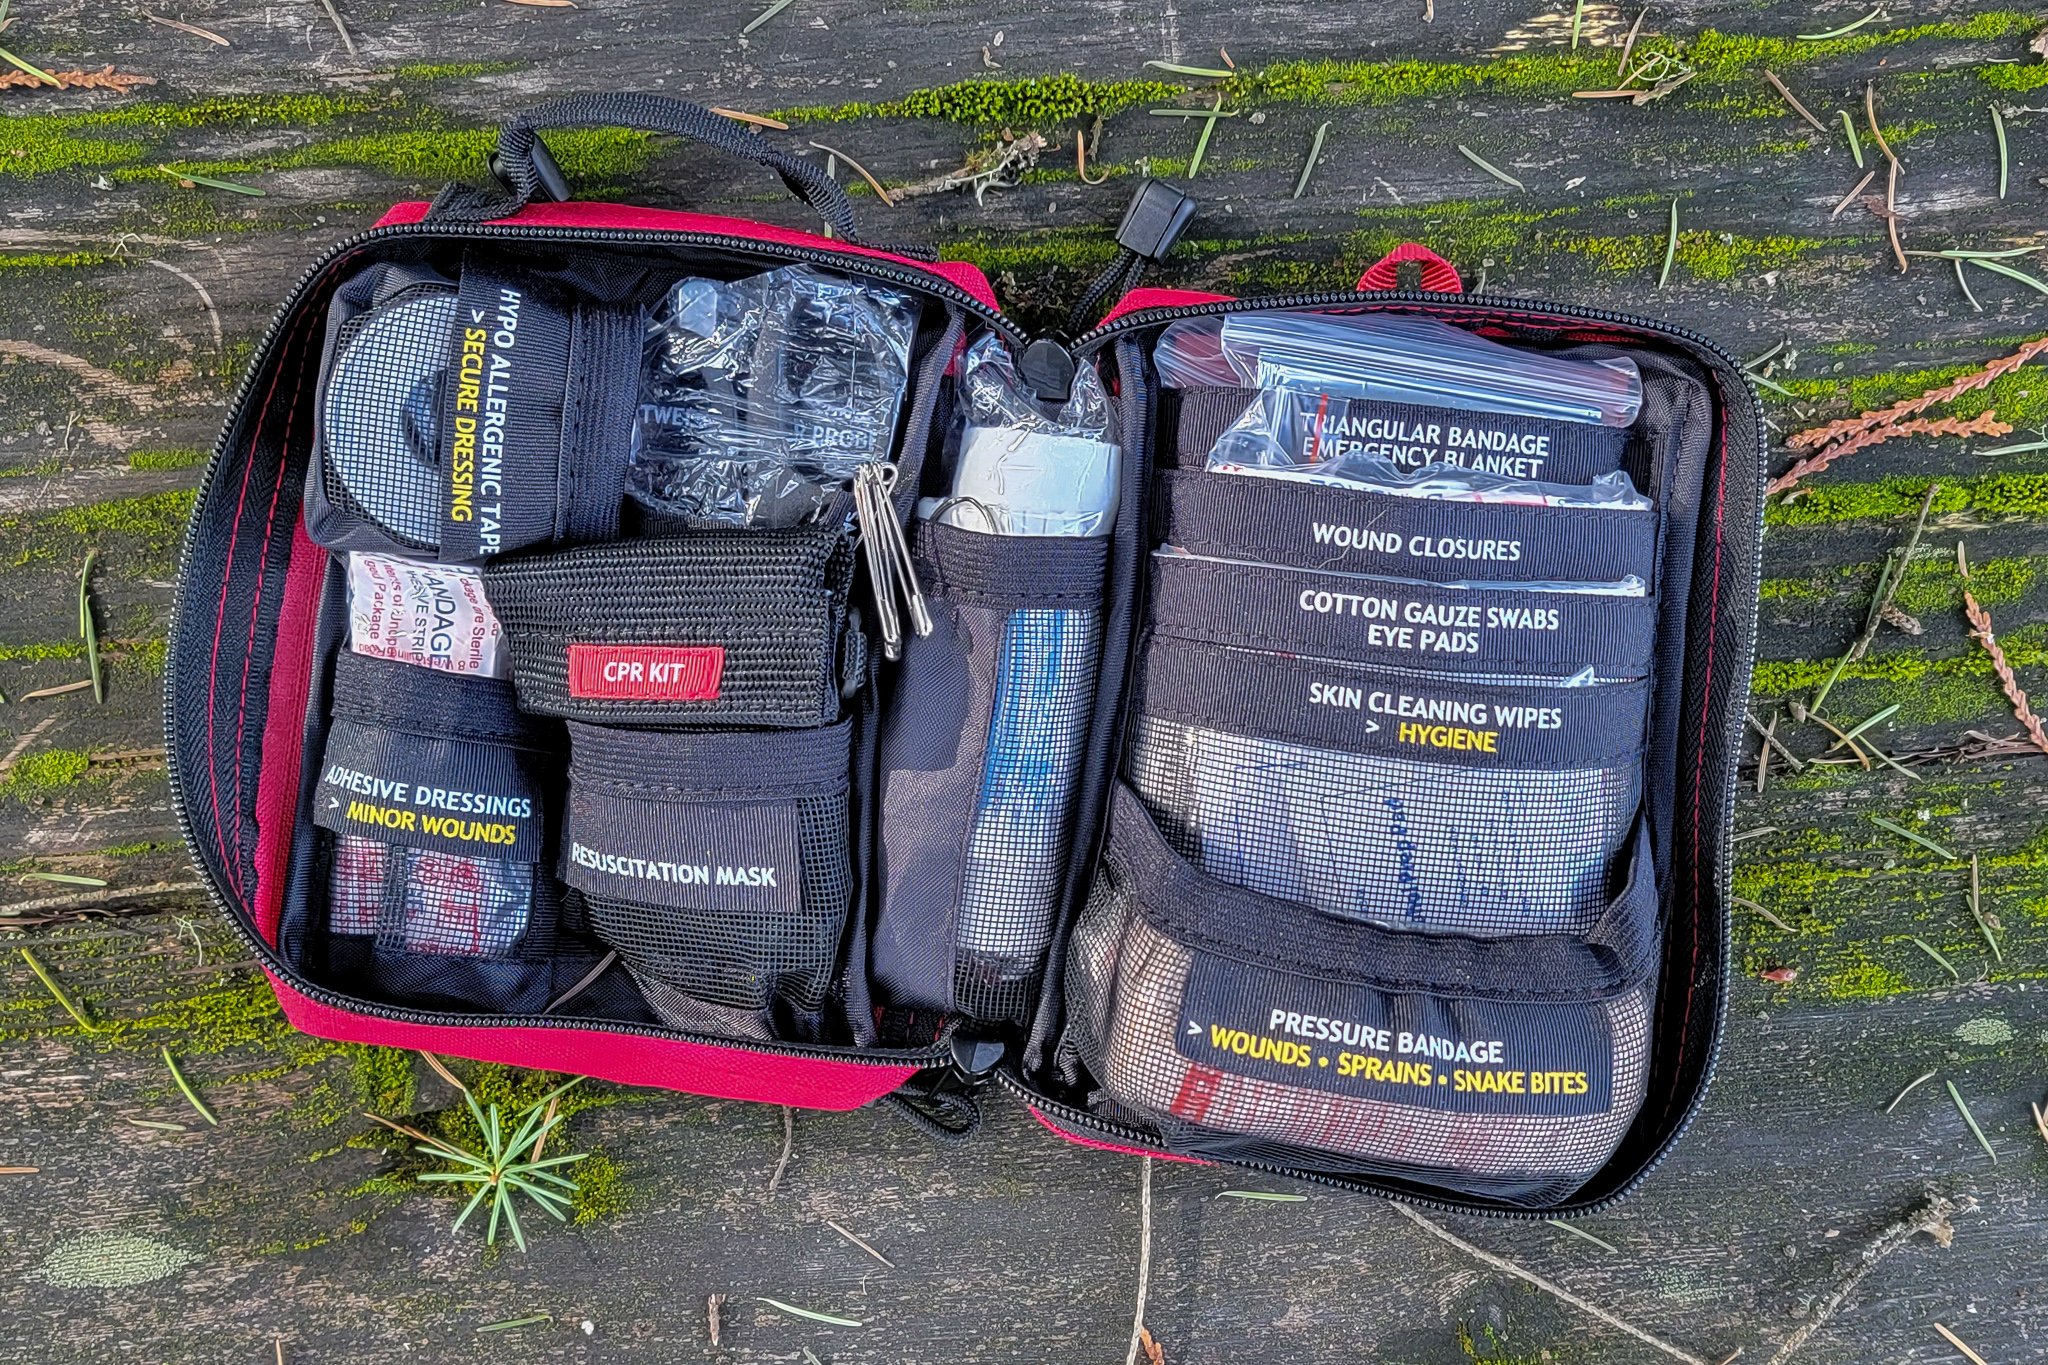 HYPO ALLERGENIC TAPE
> SECURE DRESSING
CPR KIT
ADHESIVE DRESSINGS
> MINOR WOUNDS
RESUSCITATION MASK
TRIANGULAR BANDAGE
EMERGENCY BLANKET
WOUND CLOSURES
COTTON GAUZE SWABS
EYE PADS
SKIN CLEANING WIPES
> HYGIENE
PRESSURE BANDAGE
> WOUNDS • SPRAINS • SNAKE BITES